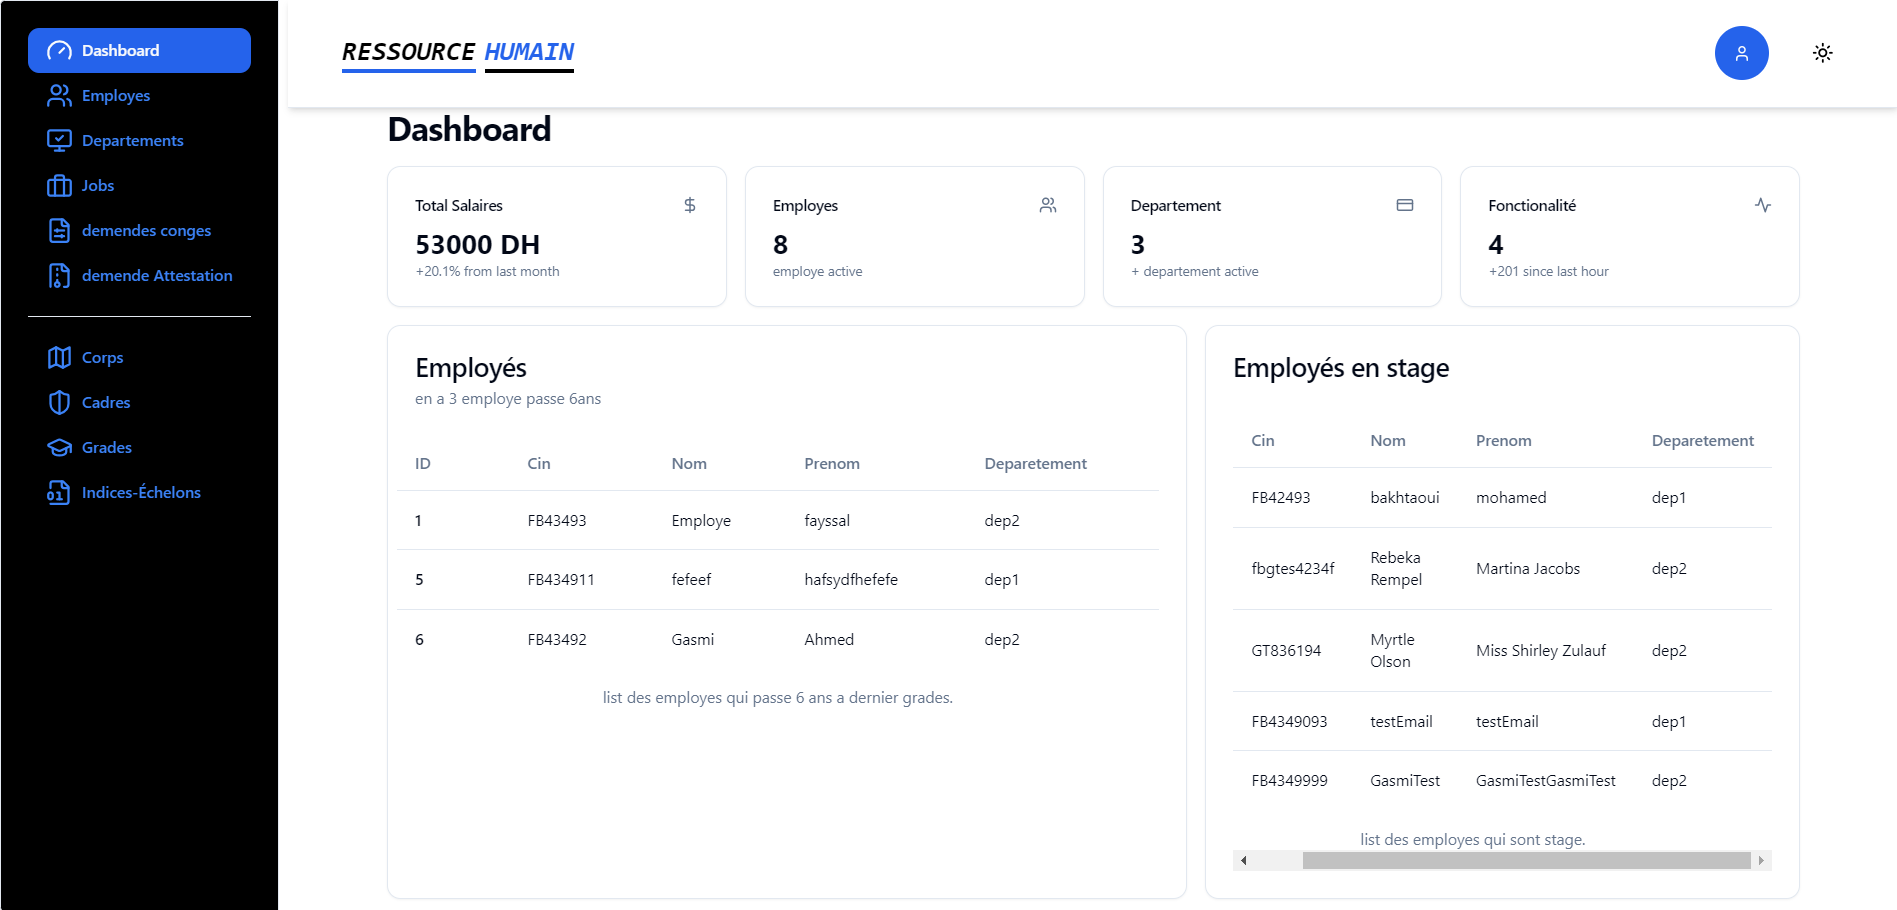 Dashboard
Employes
Departements
Jobs
demendes conges
demende Attestation
Corps
Cadres
Grades
Indices-Échelons
RESSOURCE HUMAIN
Dashboard
Total Salaires
53000 DH
+20.1% from last month
Employes
8
employe active
Departement
3
+ departement active
Fonctionalité
4
+201 since last hour
Employés
en a 3 employe passe 6ans
ID Cin Nom Prenom Deparetement
1 FB43493 Employe fayssal dep2
5 FB434911 fefeef hafsydfhefefe dep1
6 FB43492 Gasmi Ahmed dep2
list des employes qui passe 6 ans a dernier grades.
Employés en stage
Cin Nom Prenom Deparetement
FB42493 bakhtaoui mohamed dep1
fbgtes4234f Rebeka Rempel Martina Jacobs dep2
GT836194 Myrtle Olson Miss Shirley Zulauf dep2
FB4349093 testEmail testEmail dep1
FB4349999 GasmiTest GasmiTestGasmiTest dep2
list des employes qui sont stage.